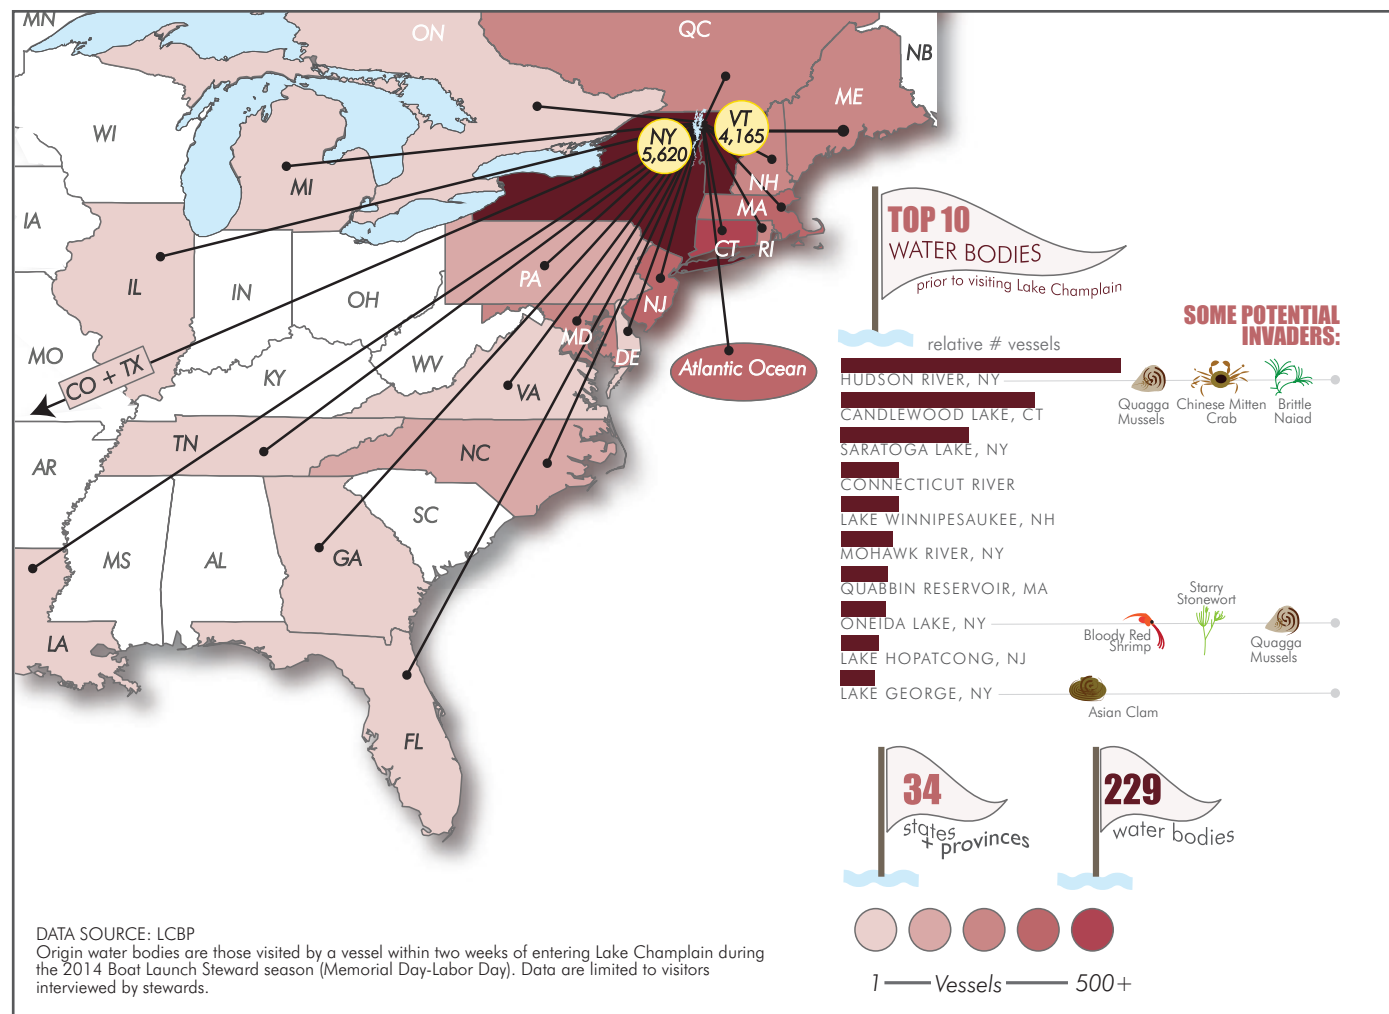 MN
ON
QC
NB
ME
WI
NY
5,620
VT
4,165
MI
NH
IA
MA
CT
RI
IL
IN
OH
PA
NJ
MO
MD
DE
WV
CO + TX
KY
VA
Atlantic Ocean
TN
NC
AR
SC
MS
AL
GA
LA
FL
TOP 10
WATER BODIES
prior to visiting Lake Champlain
SOME POTENTIAL
INVADERS:
relative # vessels
HUDSON RIVER, NY
Quagga
Mussels
Chinese Mitten
Crab
Brittle
Naiad
CANDLEWOOD LAKE, CT
SARATOGA LAKE, NY
CONNECTICUT RIVER
LAKE WINNIPESAUKEE, NH
MOHAWK RIVER, NY
QUABBIN RESERVOIR, MA
ONEIDA LAKE, NY
Bloody Red
Shrimp
Starry
Stonewort
Quagga
Mussels
LAKE HOPATCONG, NJ
LAKE GEORGE, NY
Asian Clam
34
states
+ provinces
229
water bodies
1 Vessels 500+
DATA SOURCE: LCBP
Origin water bodies are those visited by a vessel within two weeks of entering Lake Champlain during
the 2014 Boat Launch Steward season (Memorial Day-Labor Day). Data are limited to visitors
interviewed by stewards.